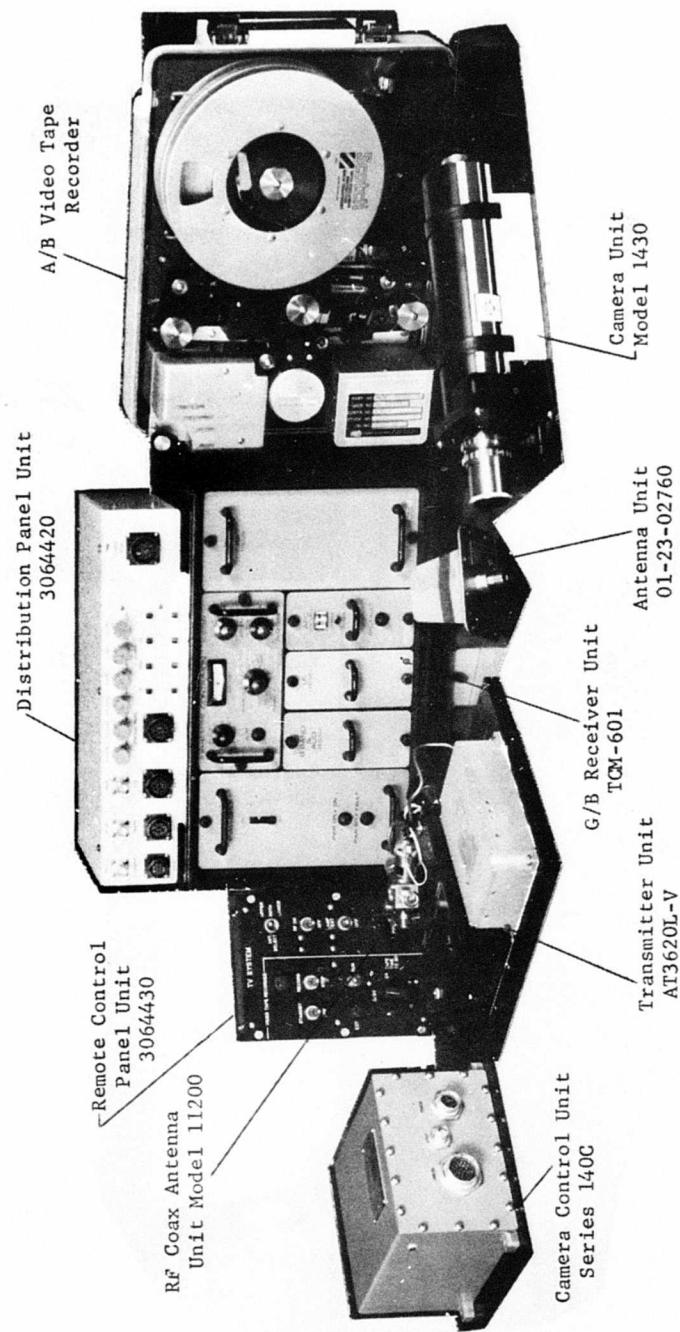 A/B Video Tape
Recorder
Distribution Panel Unit
3064420
Remote Control
Panel Unit
3064430
RF Coax Antenna
Unit Model 11200
TV SYSTEM
Camera Unit
Model 1430
Antenna Unit
01-23-02760
G/B Receiver Unit
TCM-601
Transmitter Unit
AT3620L-V
Camera Control Unit
Series 140C